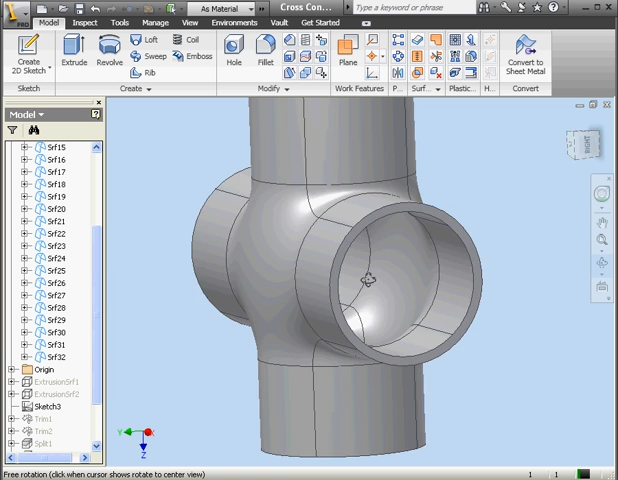 As Material
Cross Con...
Type a keyword or phrase
PRO
Model
Inspect
Tools
Manage
View
Environments
Vault
Get Started
Create
2D Sketch
Extrude
Revolve
Loft
Sweep
Rib
Coil
Emboss
Hole
Fillet
Plane
Convert to
Sheet Metal
Sketch
Create
Modify
Work Features
P...
Surf...
Plastic...
H...
Convert
Model
Srf15
Srf16
Srf17
Srf18
Srf19
Srf20
Srf21
Srf22
Srf23
Srf24
Srf25
Srf26
Srf27
Srf28
Srf29
Srf30
Srf31
Srf32
Origin
ExtrusionSrf1
ExtrusionSrf2
Sketch3
Trim1
Trim2
Split1
RIGHT
Y
X
Z
Free rotation (click when cursor shows rotate to center view)
1
1